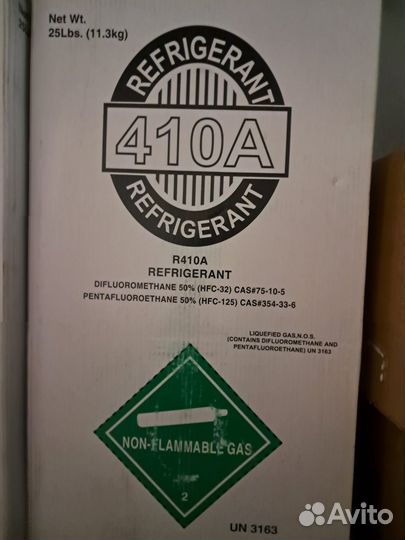 Net Wt.
25Lbs. (11.3kg)
REFRIGERANT
410A
REFRIGERANT
R410A
REFRIGERANT
DIFLUOROMETHANE 50% (HFC-32) CAS#75-10-5
PENTAFLUOROETHANE 50% (HFC-125) CAS#354-33-6
LIQUEFIED GAS,N.O.S.
(CONTAINS DIFLUOROMETHANE AND
PENTAFLUOROETHANE) UN 3163
NON-FLAMMABLE GAS
2
UN 3163
Avito